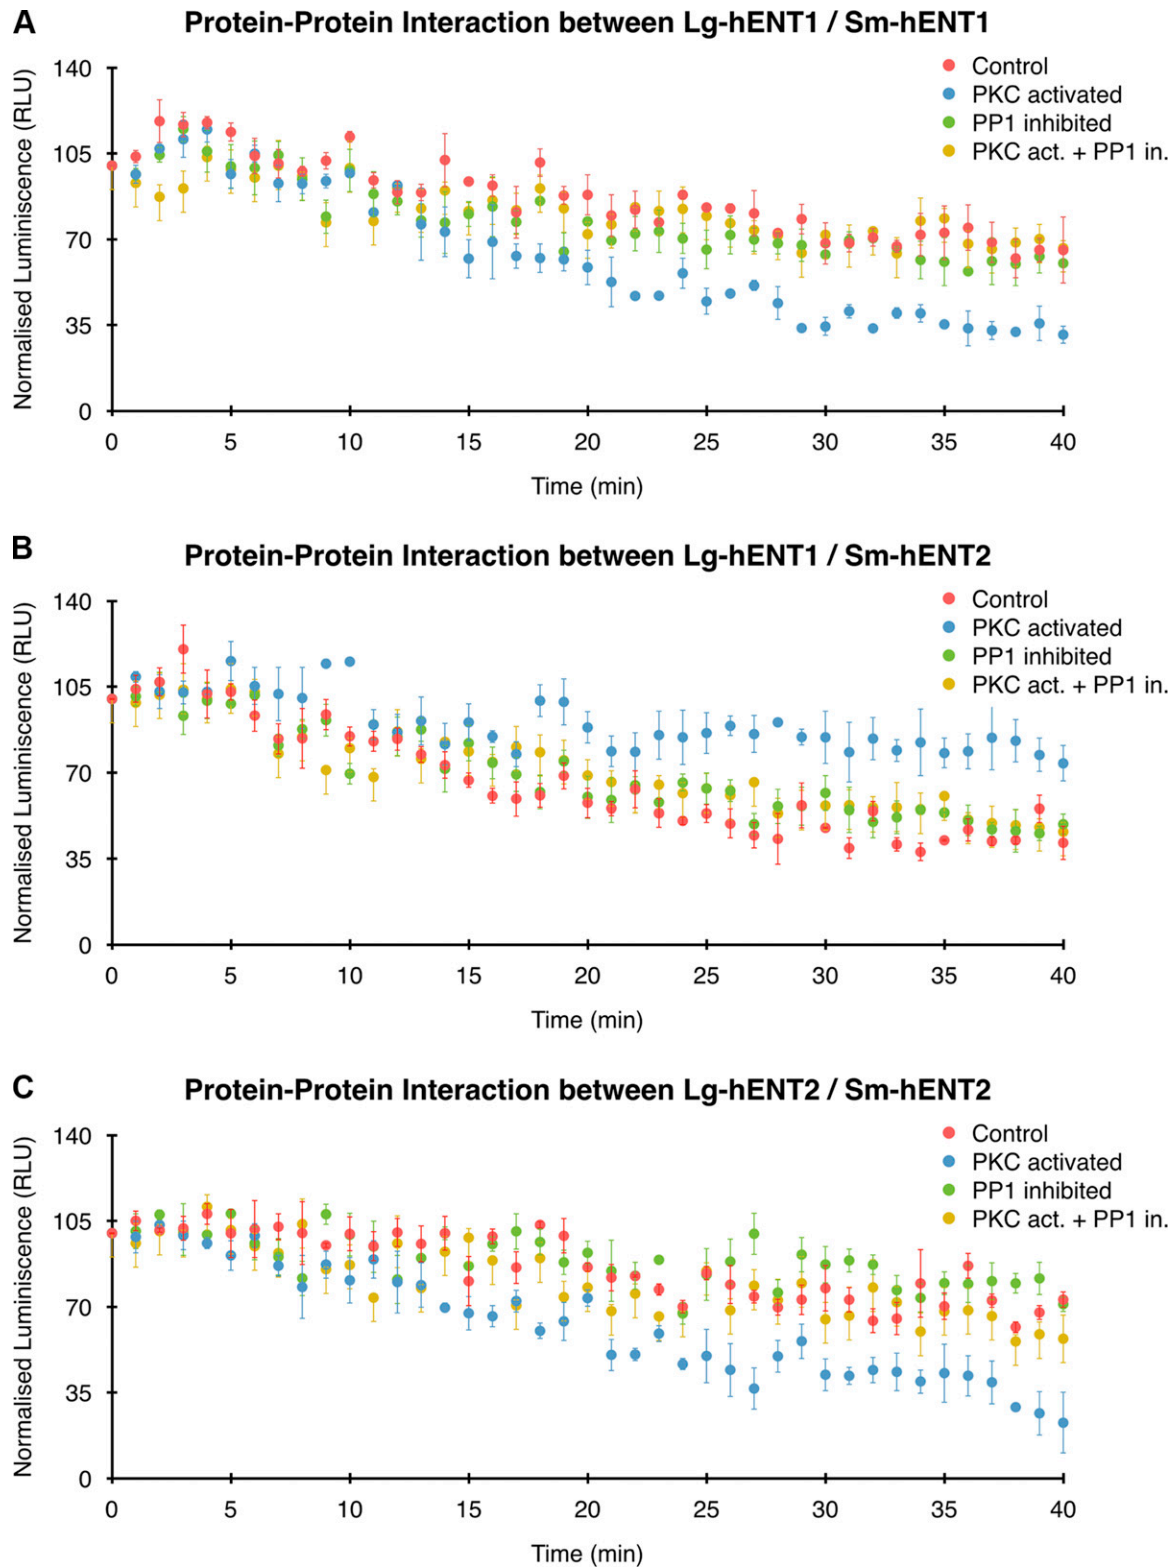 A
Protein-Protein Interaction between Lg-hENT1 / Sm-hENT1
Normalised Luminiscence (RLU)
140
105
70
35
0
Control
PKC activated
PP1 inhibited
PKC act. + PP1 in.
0 5 10 15 20 25 30 35 40
Time (min)
B
Protein-Protein Interaction between Lg-hENT1 / Sm-hENT2
Normalised Luminiscence (RLU)
140
105
70
35
0
Control
PKC activated
PP1 inhibited
PKC act. + PP1 in.
0 5 10 15 20 25 30 35 40
Time (min)
C
Protein-Protein Interaction between Lg-hENT2 / Sm-hENT2
Normalised Luminiscence (RLU)
140
105
70
35
0
Control
PKC activated
PP1 inhibited
PKC act. + PP1 in.
0 5 10 15 20 25 30 35 40
Time (min)